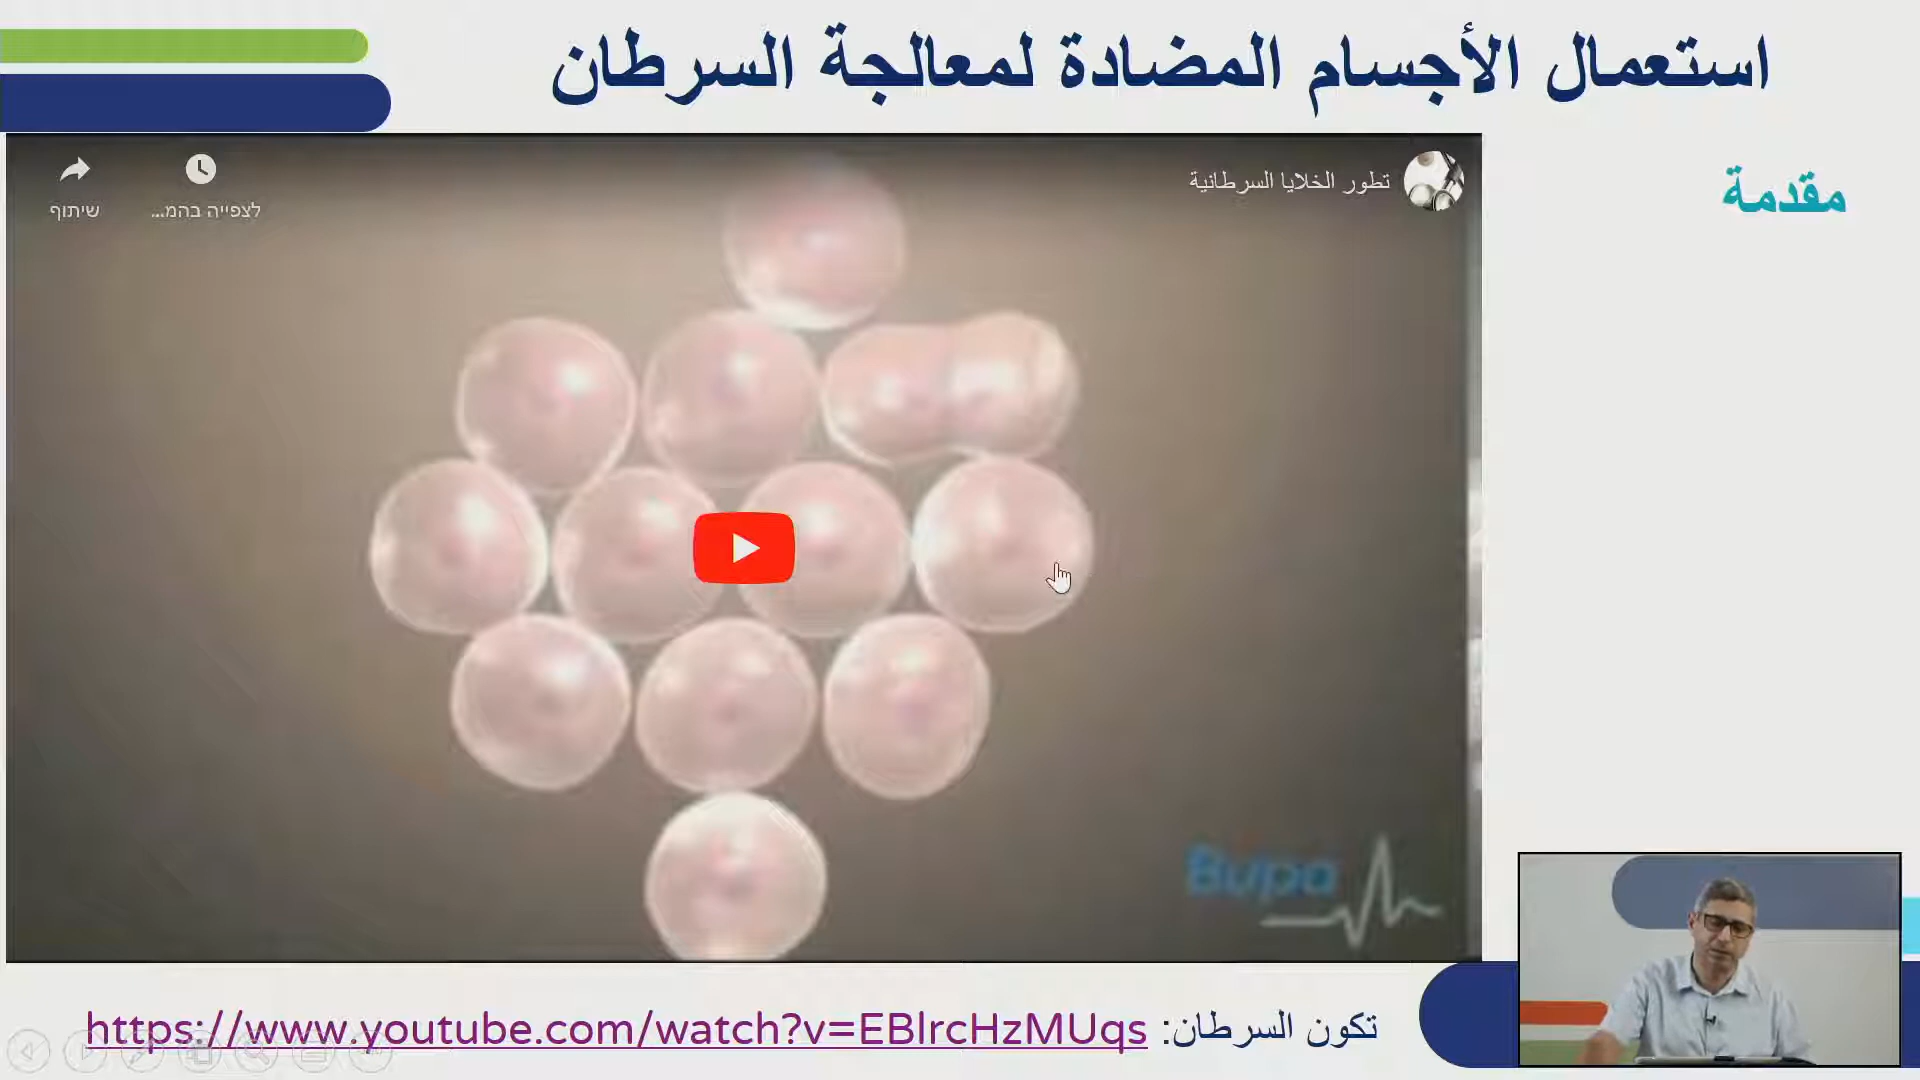 استعمال الأجسام المضادة لمعالجة السرطان
مقدمة
تطور الخلايا السرطانية
לצפייה בהמ...
שיתוף
Bupa
تكون السرطان: https://www.youtube.com/watch?v=EBlrcHzMUqs